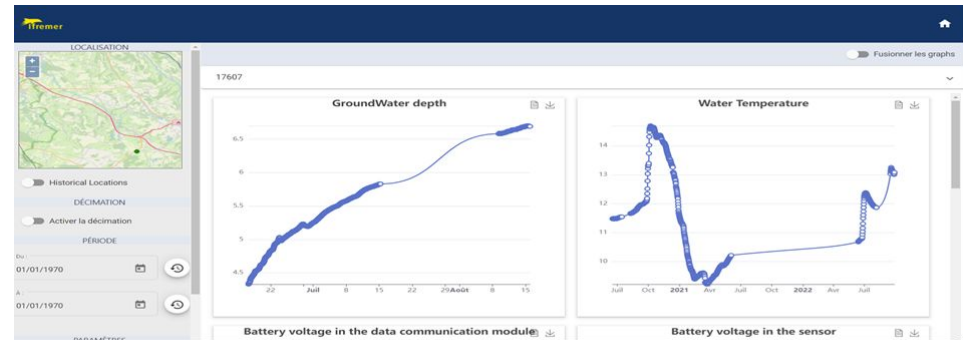 ifremer
LOCALISATION
Fusionner les graphs
17607
GroundWater depth
6.5
6
5.5
5
4.5
22 Juil 8 15 22 29Août 8 15
Water Temperature
14
13
12
11
10
Juil Oct 2021 Avr Juil Oct 2022 Avr Juil
Historical Locations
DÉCIMATION
Activer la décimation
PÉRIODE
Du :
01/01/1970
A :
01/01/1970
PARAMÈTRES
Battery voltage in the data communication module
Battery voltage in the sensor